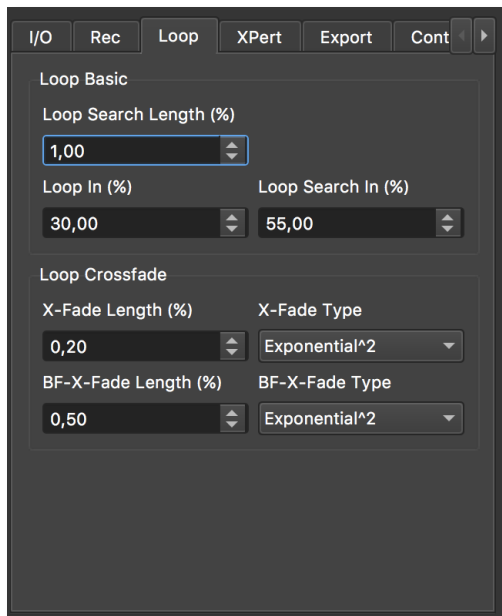 I/O Rec Loop XPert Export Cont
Loop Basic
Loop Search Length (%)
1,00
Loop In (%) Loop Search In (%)
30,00 55,00
Loop Crossfade
X-Fade Length (%) X-Fade Type
0,20 Exponential^2
BF-X-Fade Length (%) BF-X-Fade Type
0,50 Exponential^2